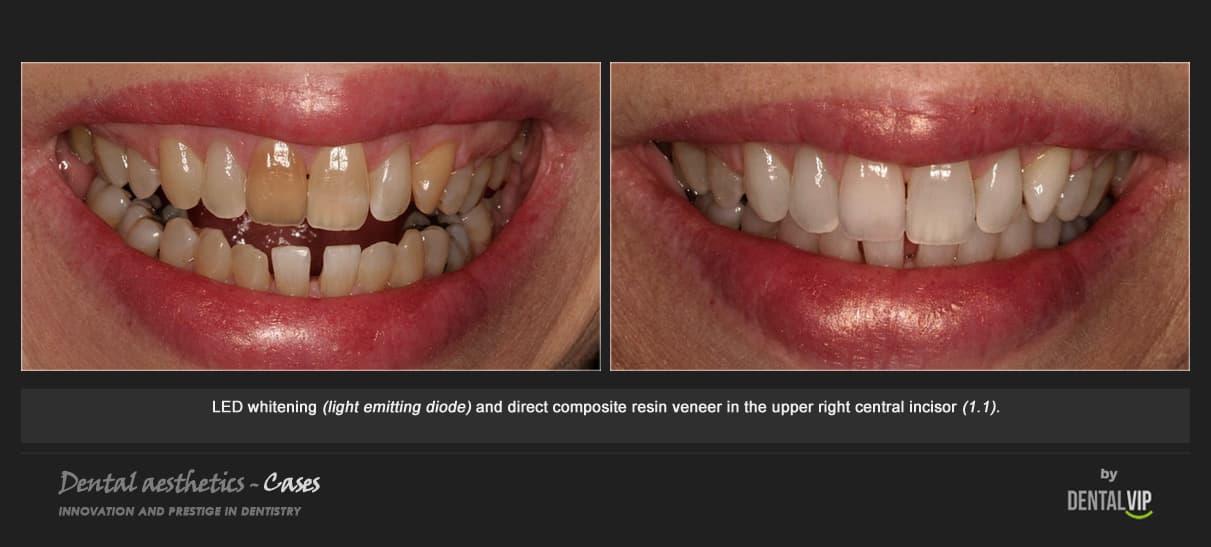 LED whitening (light emitting diode) and direct composite resin veneer in the upper right central incisor (1.1).
Dental aesthetics - Cases
INNOVATION AND PRESTIGE IN DENTISTRY
by
DENTALVIP